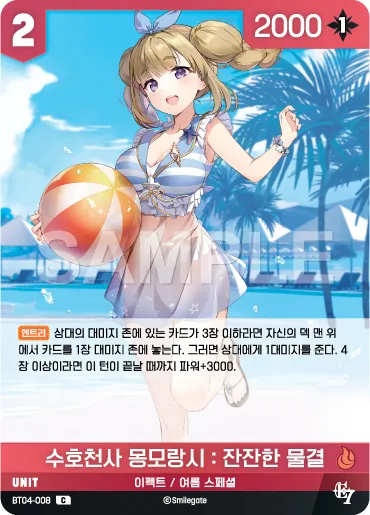 2
2000
1
SAMPLE
엔트리 상대의 대미지 존에 있는 카드가 3장 이하라면 자신의 덱 맨 위
에서 카드를 1장 대미지 존에 놓는다. 그러면 상대에게 1대미지를 준다. 4
장 이상이라면 이 턴이 끝날 때까지 파워+3000.
수호천사 몽모랑시 : 잔잔한 물결
UNIT
이펙트 / 여름 스페셜
BT04-008 C
©Smilegate
E7